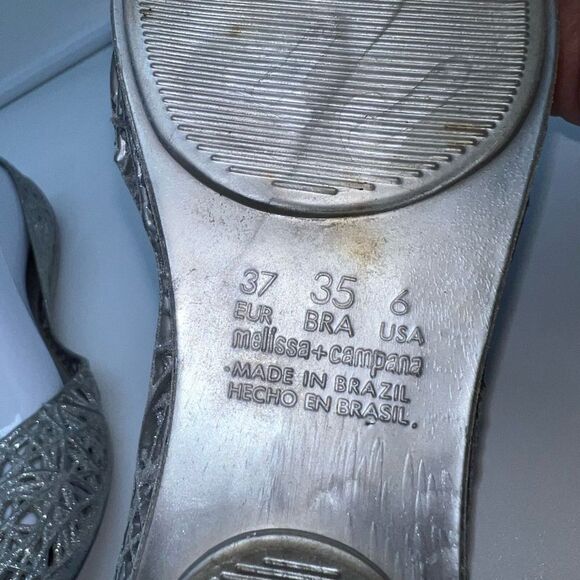 37 35 6
EUR BRA USA
melissa+campana
•MADE IN BRAZIL
HECHO EN BRASIL.